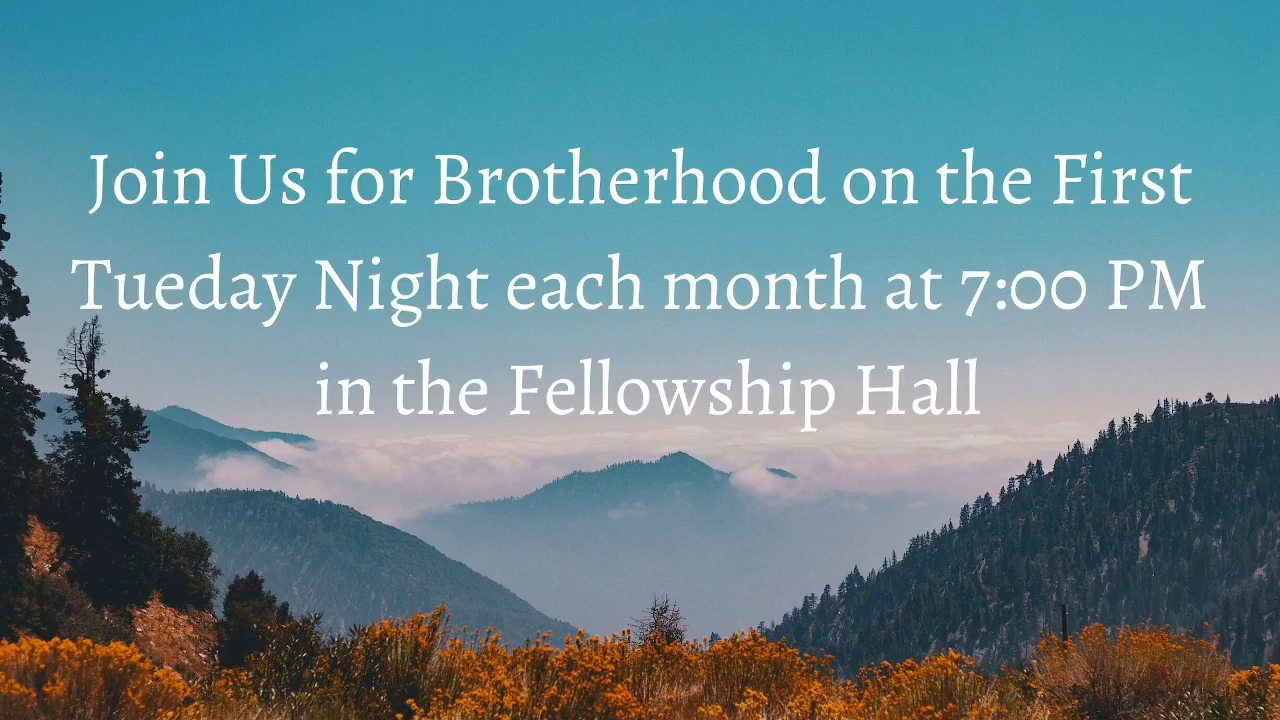 Join Us for Brotherhood on the First
Tueday Night each month at 7:00 PM
in the Fellowship Hall